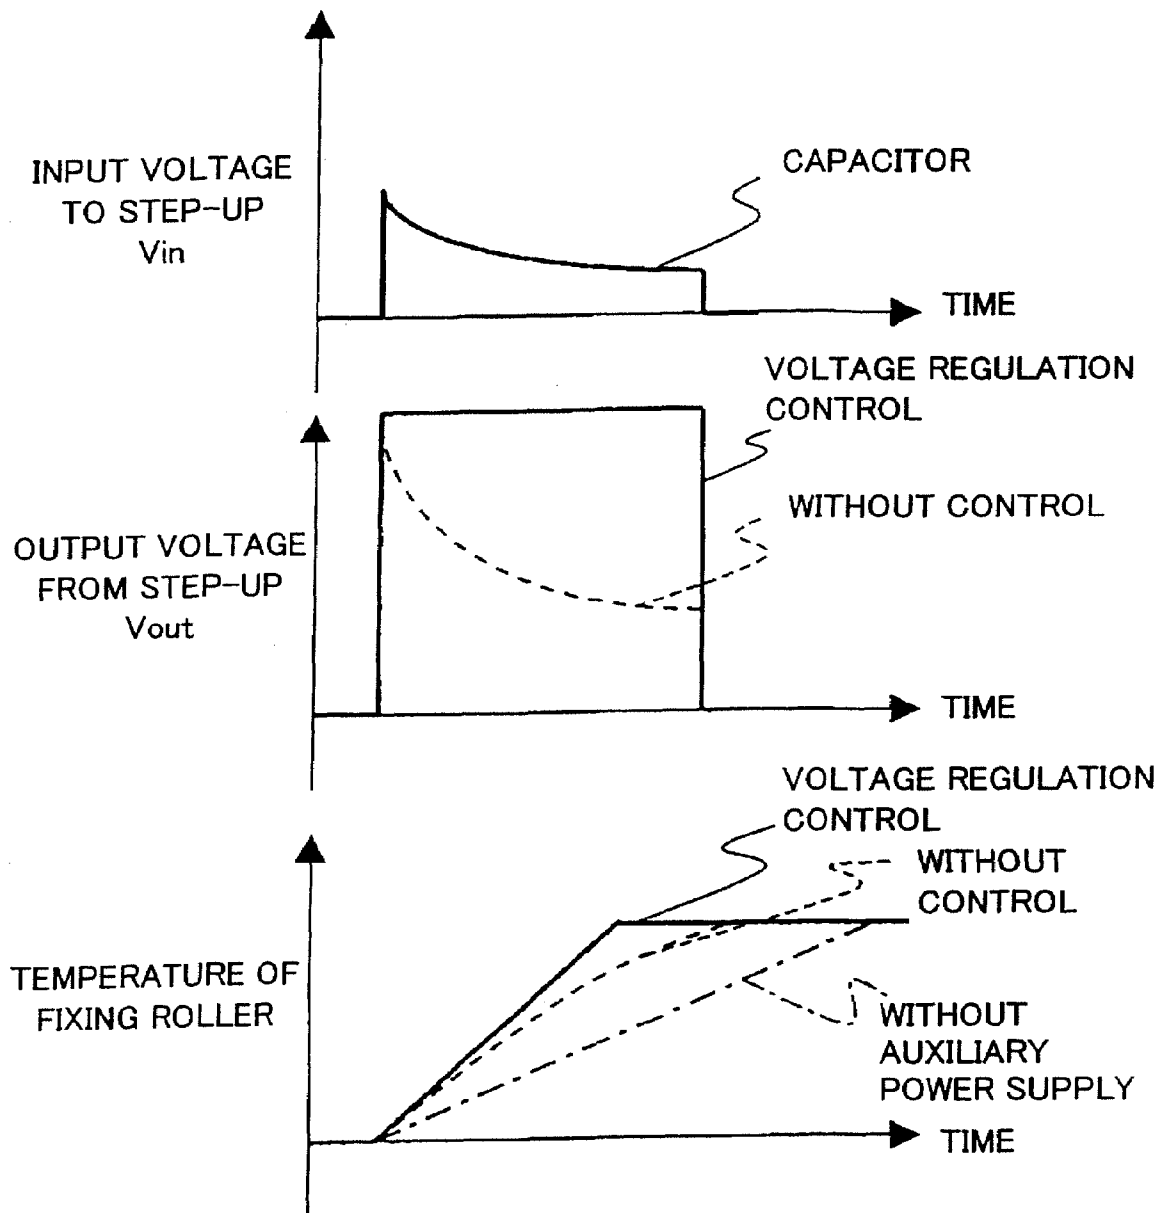 INPUT VOLTAGE
TO STEP-UP
Vin
CAPACITOR
TIME
VOLTAGE REGULATION
CONTROL
WITHOUT CONTROL
OUTPUT VOLTAGE
FROM STEP-UP
Vout
TIME
VOLTAGE REGULATION
CONTROL
WITHOUT
CONTROL
TEMPERATURE OF
FIXING ROLLER
WITHOUT
AUXILIARY
POWER SUPPLY
TIME